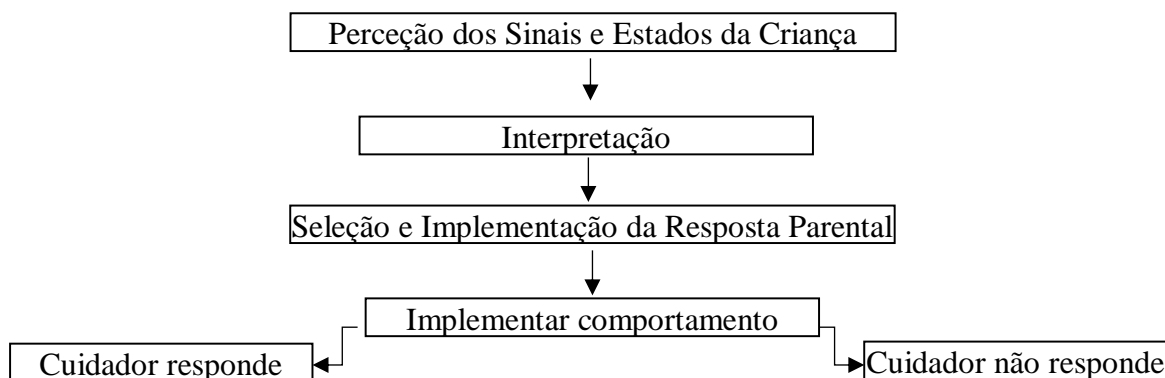 Perceção dos Sinais e Estados da Criança
Interpretação
Seleção e Implementação da Resposta Parental
Implementar comportamento
Cuidador responde
Cuidador não responde